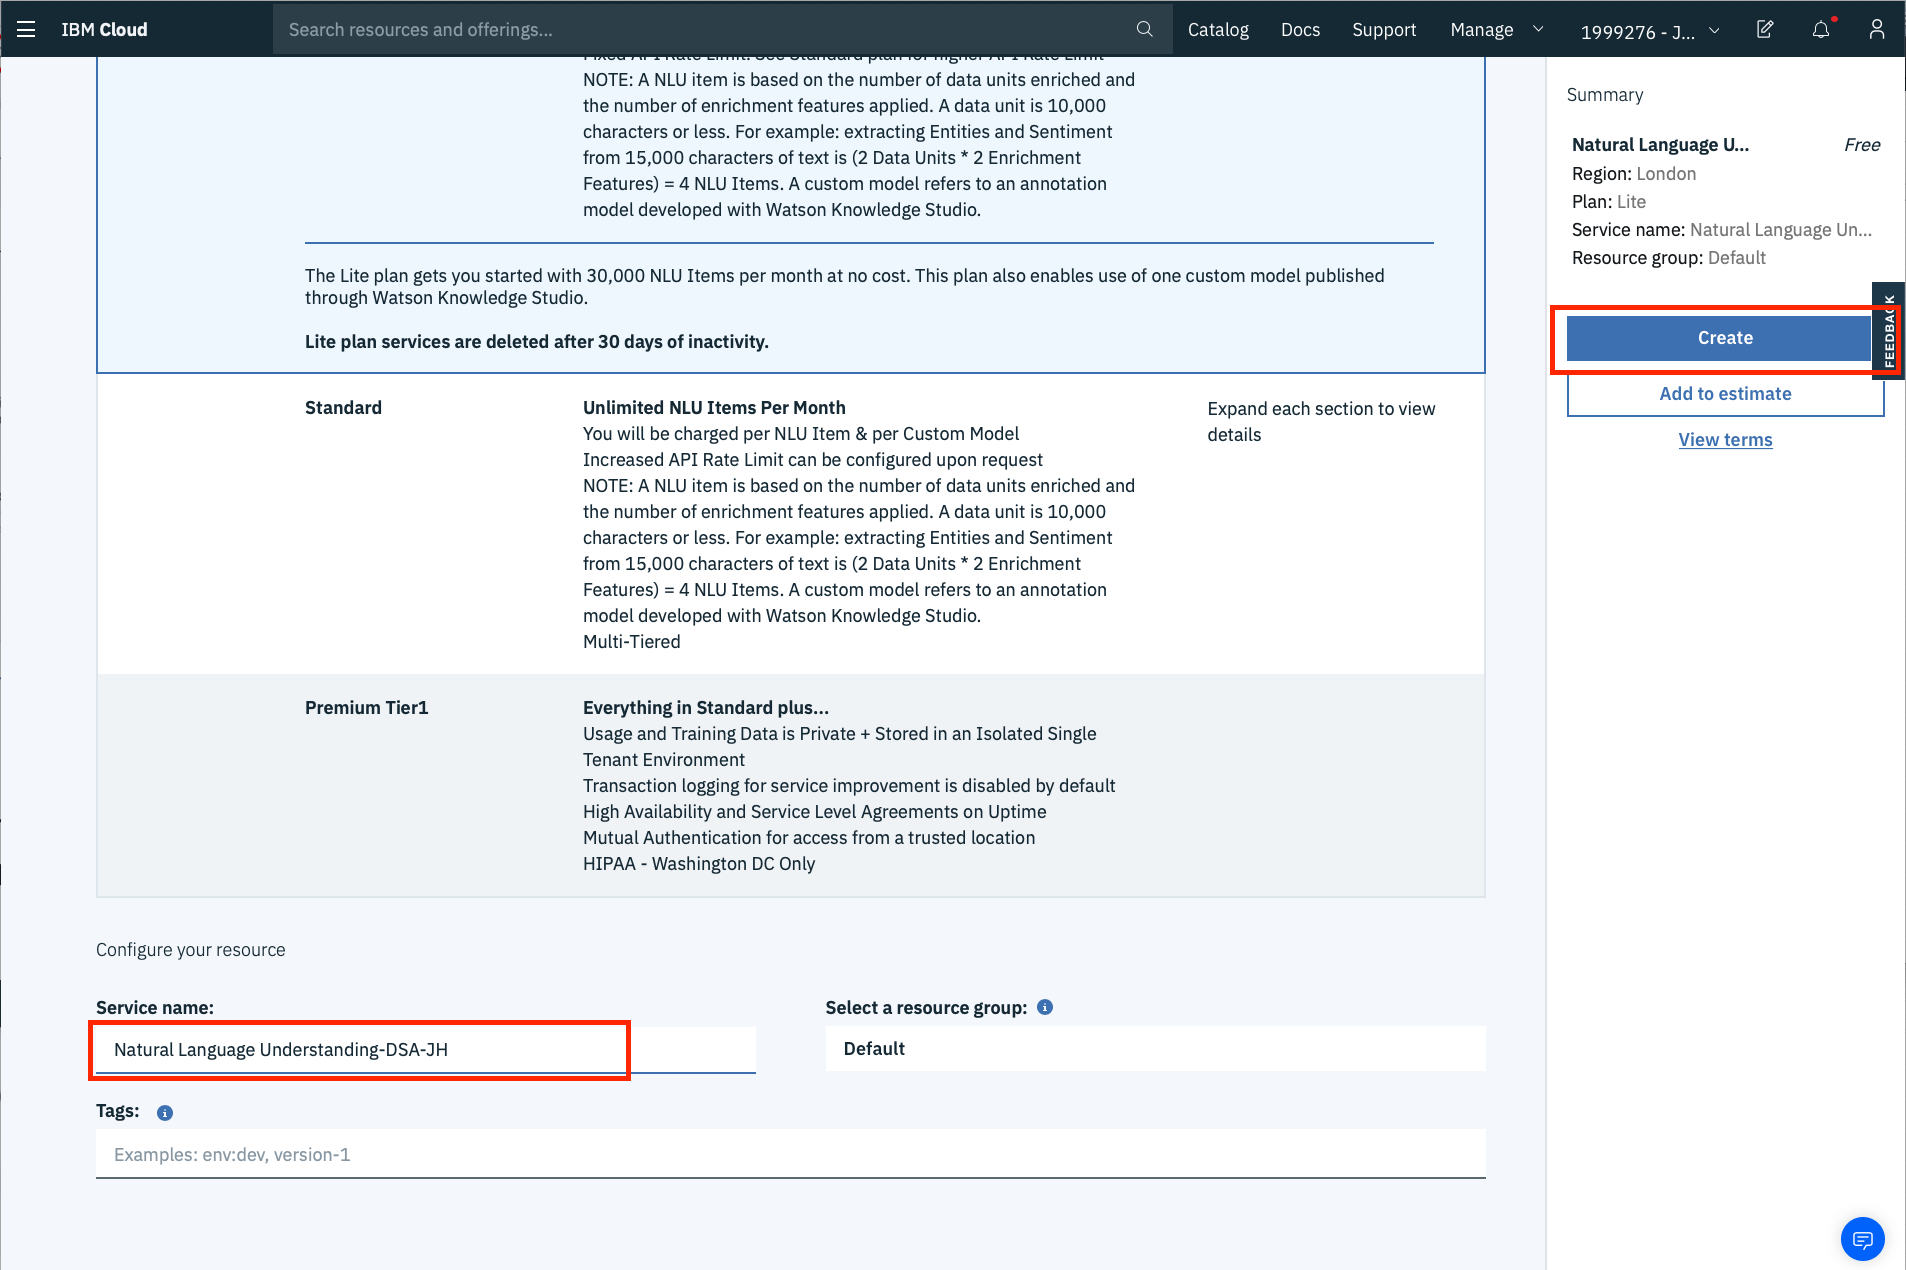 IBM Cloud
Search resources and offerings...
Catalog
Docs
Support
Manage
1999276 - J...
Fixed API Rate Limit. See Standard plan for higher API Rate Limit
NOTE: A NLU item is based on the number of data units enriched and
the number of enrichment features applied. A data unit is 10,000
characters or less. For example: extracting Entities and Sentiment
from 15,000 characters of text is (2 Data Units * 2 Enrichment
Features) = 4 NLU Items. A custom model refers to an annotation
model developed with Watson Knowledge Studio.
The Lite plan gets you started with 30,000 NLU Items per month at no cost. This plan also enables use of one custom model published
through Watson Knowledge Studio.
Lite plan services are deleted after 30 days of inactivity.
Standard
Unlimited NLU Items Per Month
You will be charged per NLU Item & per Custom Model
Increased API Rate Limit can be configured upon request
NOTE: A NLU item is based on the number of data units enriched and
the number of enrichment features applied. A data unit is 10,000
characters or less. For example: extracting Entities and Sentiment
from 15,000 characters of text is (2 Data Units * 2 Enrichment
Features) = 4 NLU Items. A custom model refers to an annotation
model developed with Watson Knowledge Studio.
Multi-Tiered
Expand each section to view
details
Premium Tier1
Everything in Standard plus...
Usage and Training Data is Private + Stored in an Isolated Single
Tenant Environment
Transaction logging for service improvement is disabled by default
High Availability and Service Level Agreements on Uptime
Mutual Authentication for access from a trusted location
HIPAA - Washington DC Only
Configure your resource
Service name:
Natural Language Understanding-DSA-JH
Select a resource group:
Default
Tags:
Examples: env:dev, version-1
Summary
Natural Language U...
Free
Region: London
Plan: Lite
Service name: Natural Language Un...
Resource group: Default
Create
FEEDBACK
Add to estimate
View terms